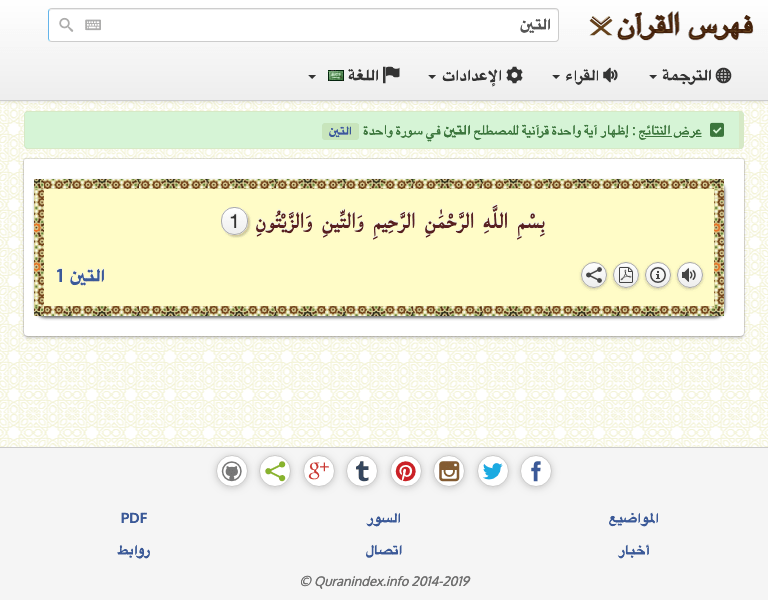 فهرس القرآن
التين
الترجمة
القراء
الإعدادات
اللغة
عرض النتائج : إظهار آية واحدة قرآنية للمصطلح التين في سورة واحدة التين
بِسْمِ اللَّهِ الرَّحْمَٰنِ الرَّحِيمِ وَالتِّينِ وَالزَّيْتُونِ 1
التين 1
المواضيع
السور
PDF
أخبار
اتصال
روابط
© Quranindex.info 2014-2019